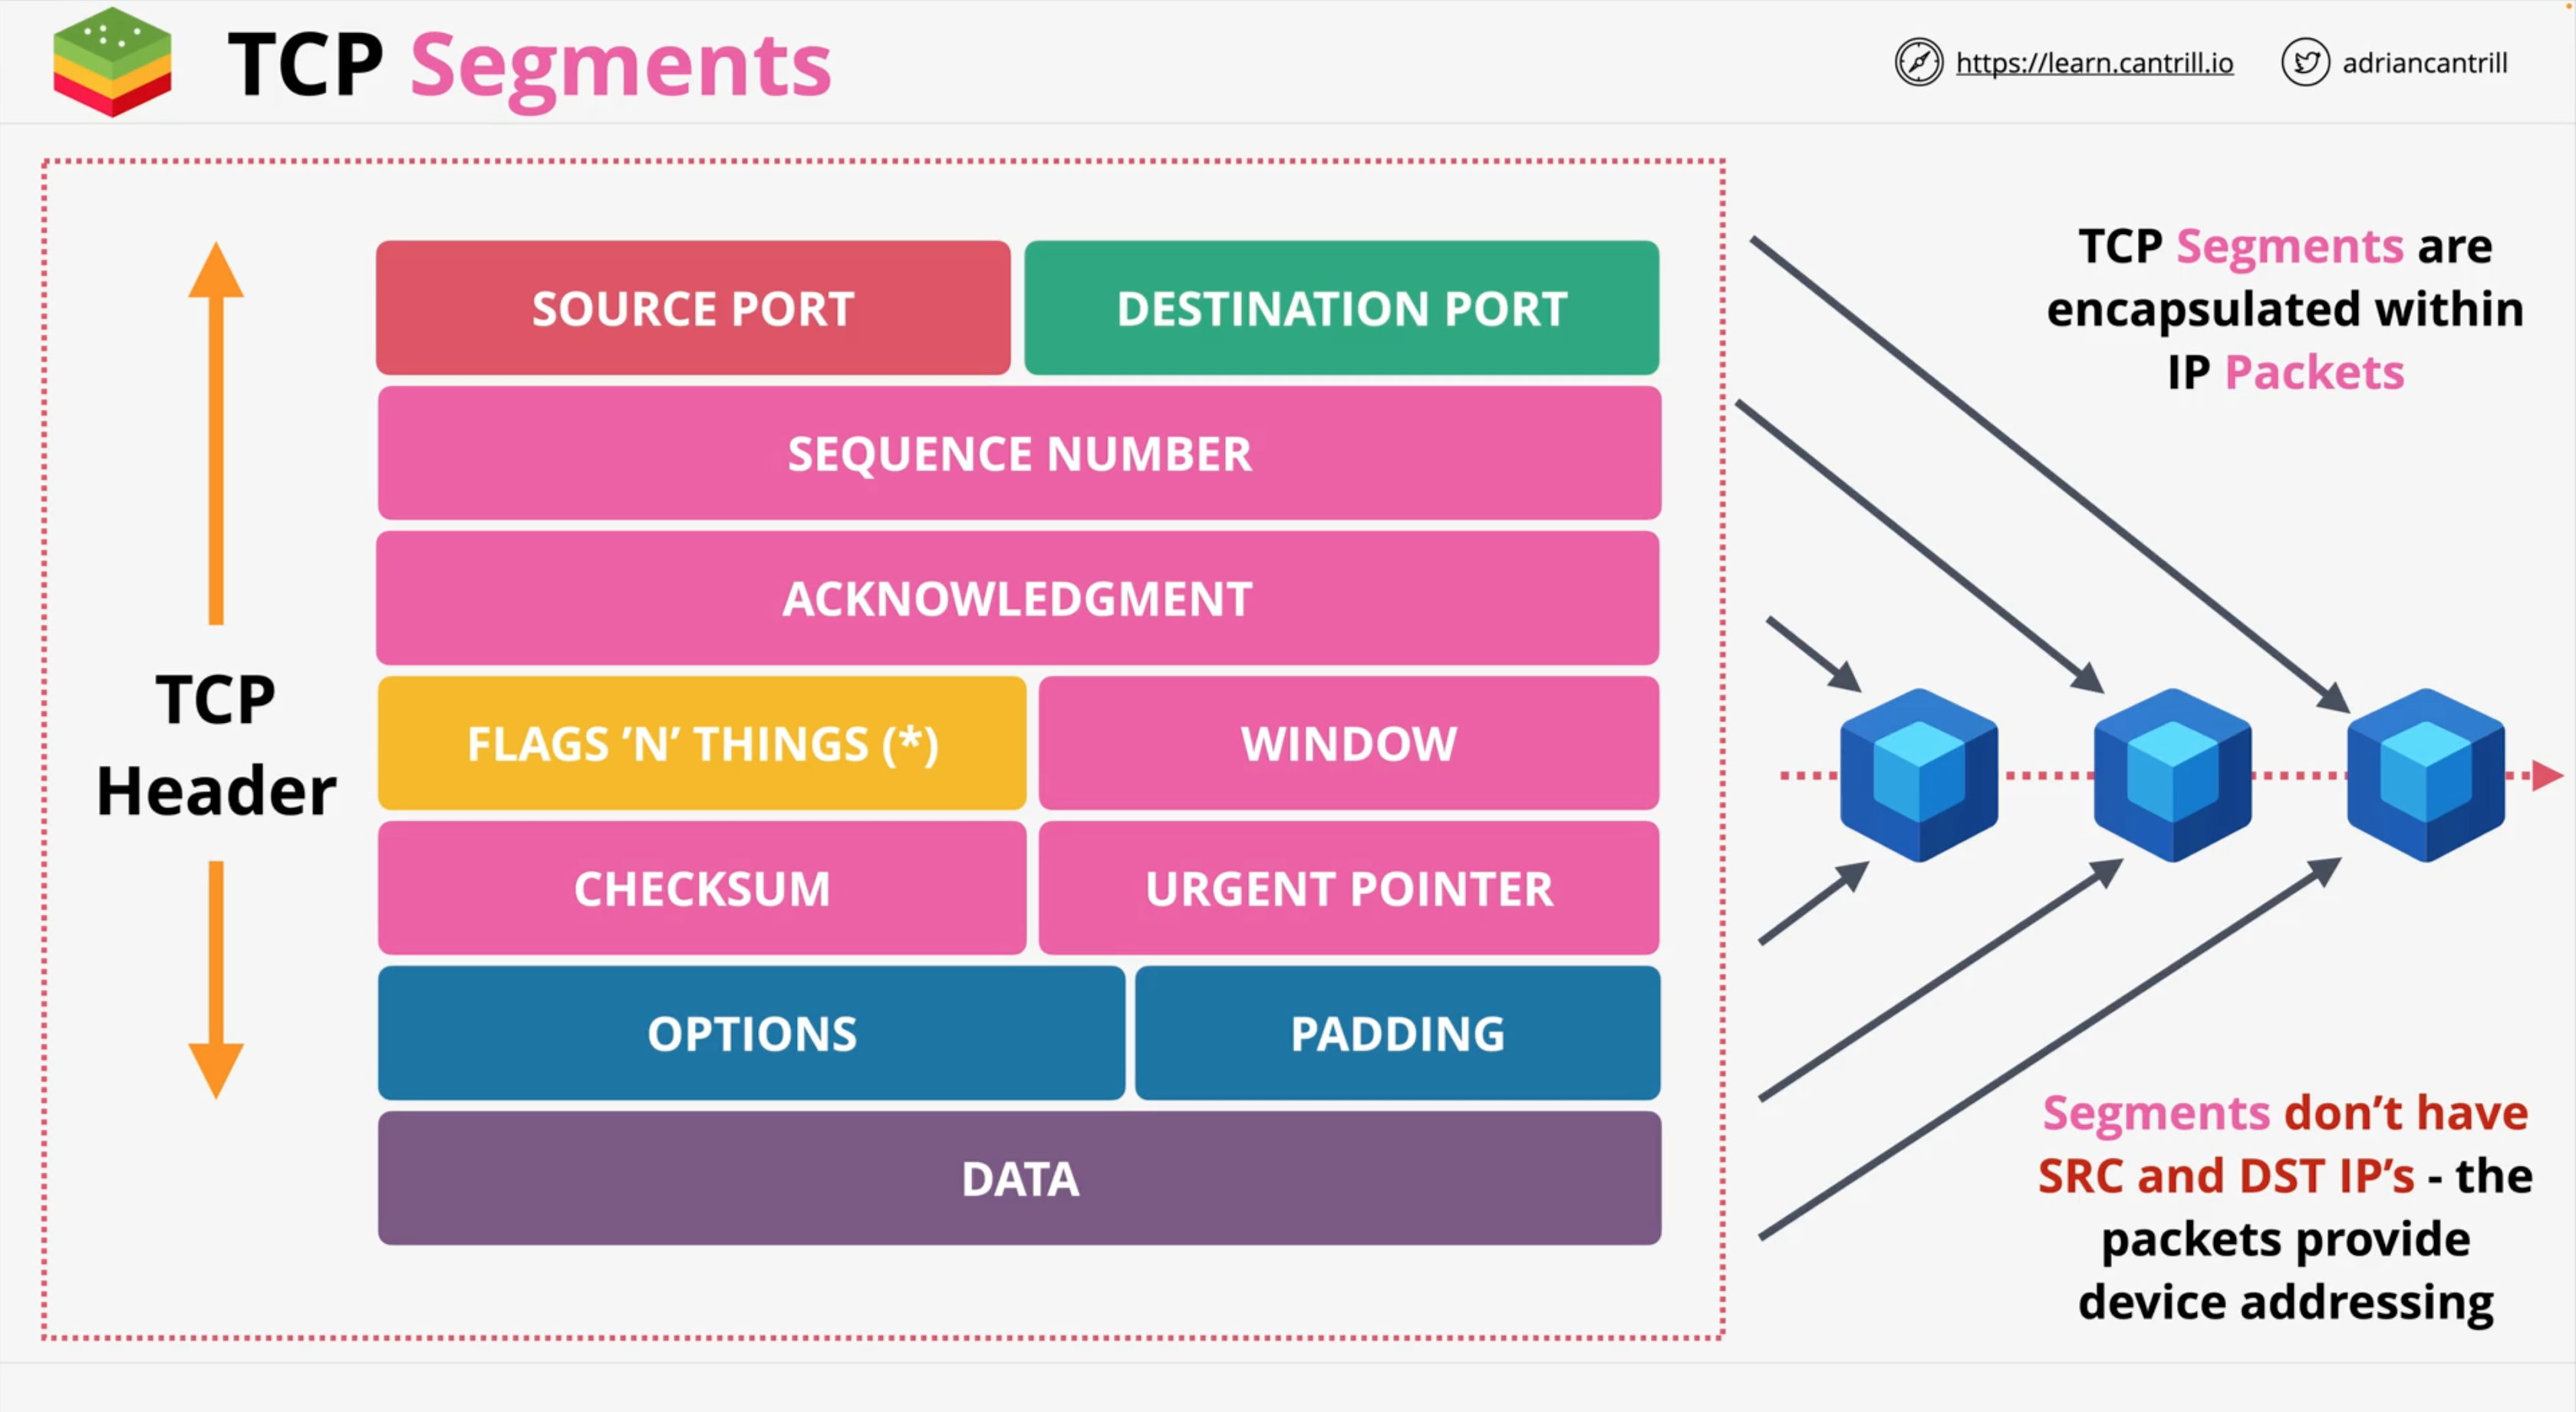 TCP Segments
https://learn.cantrill.io
adriancantrill
TCP
Header
SOURCE PORT
DESTINATION PORT
SEQUENCE NUMBER
ACKNOWLEDGMENT
FLAGS ’N’ THINGS (*)
WINDOW
CHECKSUM
URGENT POINTER
OPTIONS
PADDING
DATA
TCP Segments are
encapsulated within
IP Packets
Segments don’t have
SRC and DST IP’s - the
packets provide
device addressing